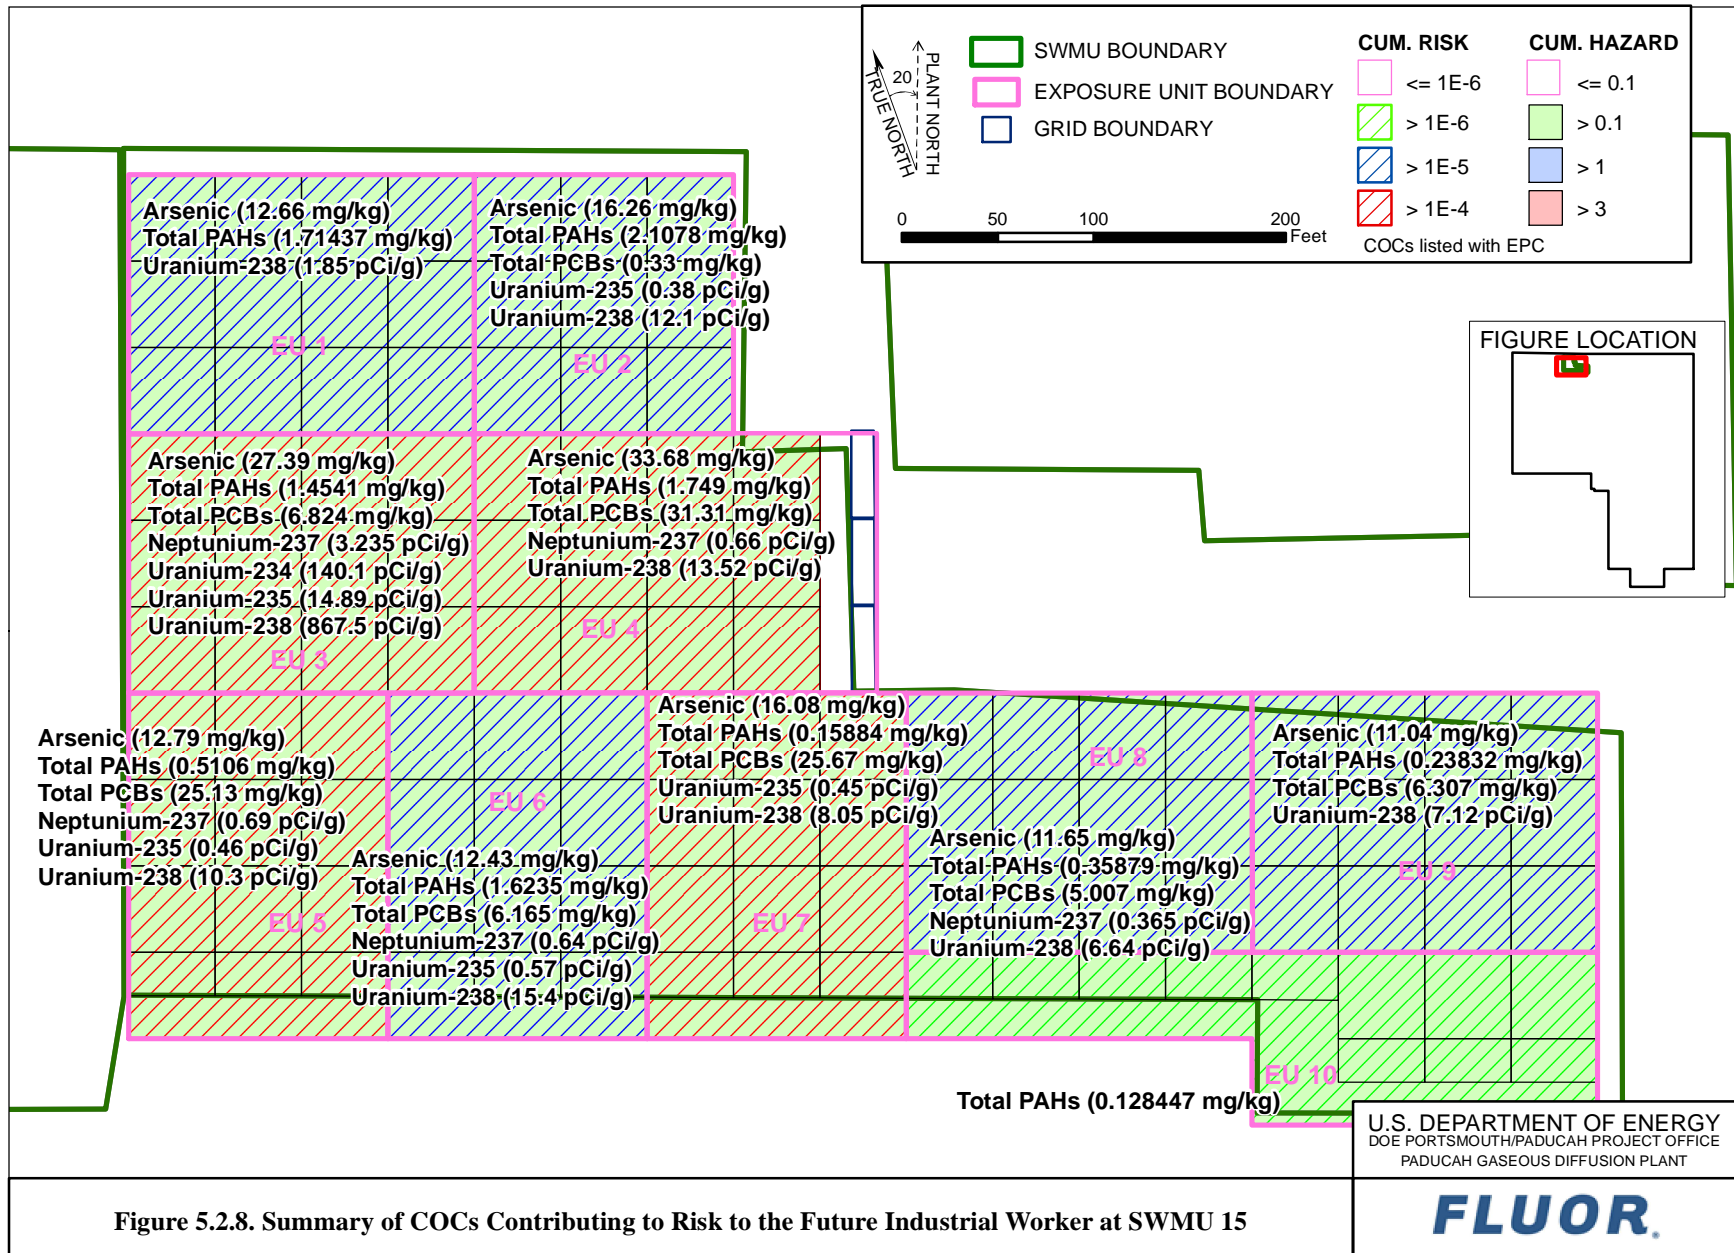 TRUE NORTH
20
PLANT NORTH
SWMU BOUNDARY
EXPOSURE UNIT BOUNDARY
GRID BOUNDARY
0 50 100 200
Feet
CUM. RISK
<= 1E-6
> 1E-6
> 1E-5
> 1E-4
CUM. HAZARD
<= 0.1
> 0.1
> 1
> 3
COCs listed with EPC
FIGURE LOCATION
Arsenic (12.66 mg/kg)
Total PAHs (1.71437 mg/kg)
Uranium-238 (1.85 pCi/g)
EU 1
Arsenic (16.26 mg/kg)
Total PAHs (2.1078 mg/kg)
Total PCBs (0.33 mg/kg)
Uranium-235 (0.38 pCi/g)
Uranium-238 (12.1 pCi/g)
EU 2
Arsenic (27.39 mg/kg)
Total PAHs (1.4541 mg/kg)
Total PCBs (6.824 mg/kg)
Neptunium-237 (3.235 pCi/g)
Uranium-234 (140.1 pCi/g)
Uranium-235 (14.89 pCi/g)
Uranium-238 (867.5 pCi/g)
EU 3
Arsenic (33.68 mg/kg)
Total PAHs (1.749 mg/kg)
Total PCBs (31.31 mg/kg)
Neptunium-237 (0.66 pCi/g)
Uranium-238 (13.52 pCi/g)
EU 4
Arsenic (12.79 mg/kg)
Total PAHs (0.5106 mg/kg)
Total PCBs (25.13 mg/kg)
Neptunium-237 (0.69 pCi/g)
Uranium-235 (0.46 pCi/g)
Uranium-238 (10.3 pCi/g)
EU 5
EU 6
Arsenic (12.43 mg/kg)
Total PAHs (1.6235 mg/kg)
Total PCBs (6.165 mg/kg)
Neptunium-237 (0.64 pCi/g)
Uranium-235 (0.57 pCi/g)
Uranium-238 (15.4 pCi/g)
Arsenic (16.08 mg/kg)
Total PAHs (0.15884 mg/kg)
Total PCBs (25.67 mg/kg)
Uranium-235 (0.45 pCi/g)
Uranium-238 (8.05 pCi/g)
EU 7
EU 8
Arsenic (11.65 mg/kg)
Total PAHs (0.35879 mg/kg)
Total PCBs (5.007 mg/kg)
Neptunium-237 (0.365 pCi/g)
Uranium-238 (6.64 pCi/g)
Arsenic (11.04 mg/kg)
Total PAHs (0.23832 mg/kg)
Total PCBs (6.307 mg/kg)
Uranium-238 (7.12 pCi/g)
EU 9
EU 10
Total PAHs (0.128447 mg/kg)
U.S. DEPARTMENT OF ENERGY
DOE PORTSMOUTH/PADUCAH PROJECT OFFICE
PADUCAH GASEOUS DIFFUSION PLANT
Figure 5.2.8. Summary of COCs Contributing to Risk to the Future Industrial Worker at SWMU 15
FLUOR®